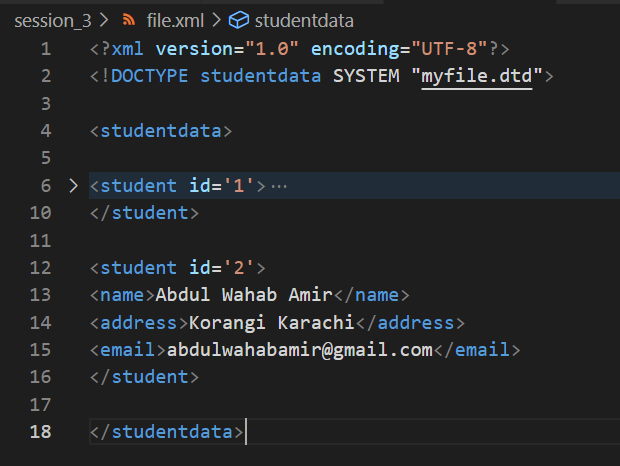 session_3 > file.xml > studentdata
1 <?xml version="1.0" encoding="UTF-8"?>
2 <!DOCTYPE studentdata SYSTEM "myfile.dtd">
3
4 <studentdata>
5
6 <student id='1'>…
10 </student>
11
12 <student id='2'>
13 <name>Abdul Wahab Amir</name>
14 <address>Korangi Karachi</address>
15 <email>abdulwahabamir@gmail.com</email>
16 </student>
17
18 </studentdata>